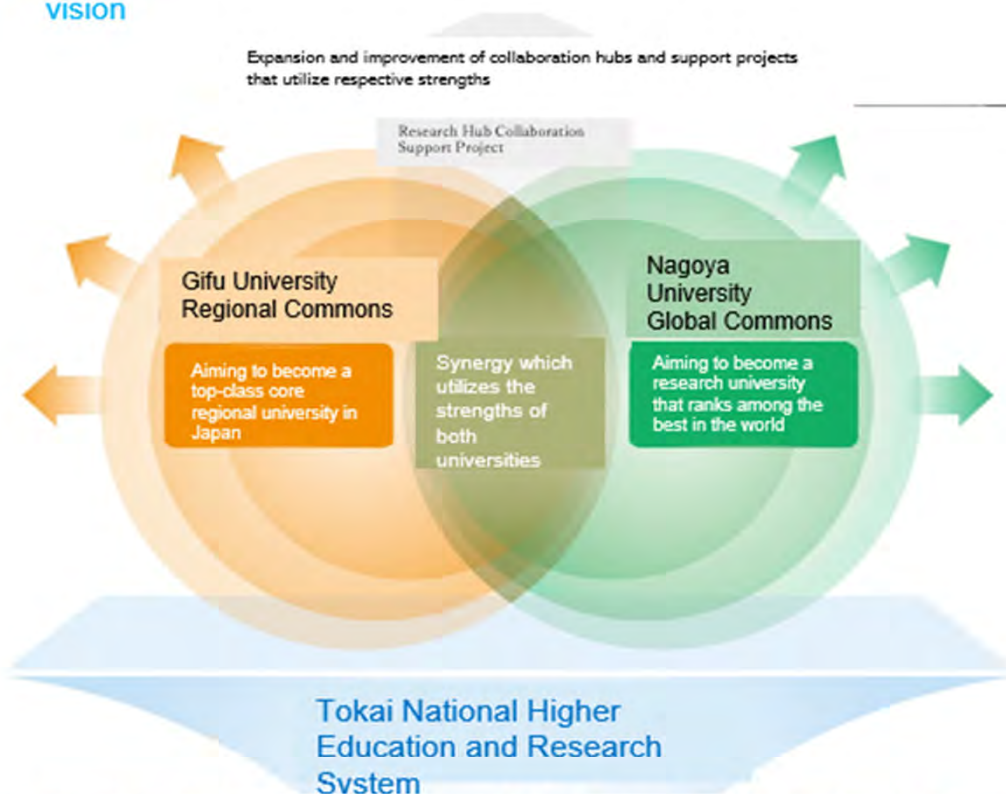 vision
Expansion and improvement of collaboration hubs and support projects
that utilize respective strengths
Research Hub Collaboration
Support Project
Gifu University
Regional Commons
Aiming to become a
top-class core
regional university in
Japan
Synergy which
utilizes the
strengths of
both
universities
Nagoya
University
Global Commons
Aiming to become a
research university
that ranks among the
best in the world
Tokai National Higher
Education and Research
System